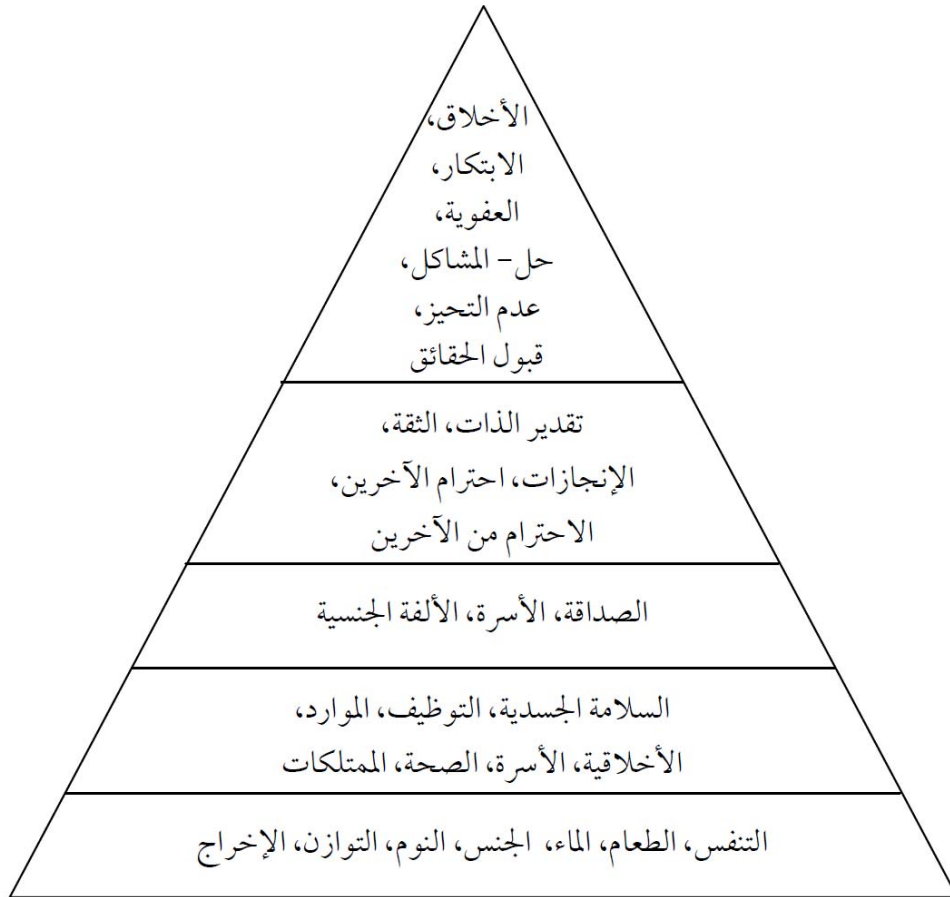 الأخلاق،
الابتكار،
العفوية،
حل- المشاكل،
عدم التحيز،
قبول الحقائق
تقدير الذات، الثقة،
الإنجازات، احترام الآخرين،
الاحترام من الآخرين
الصداقة، الأسرة، الألفة الجنسية
السلامة الجسدية، التوظيف، الموارد،
الأخلاقية، الأسرة، الصحة، الممتلكات
التنفس، الطعام، الماء، الجنس، النوم، التوازن، الإخراج